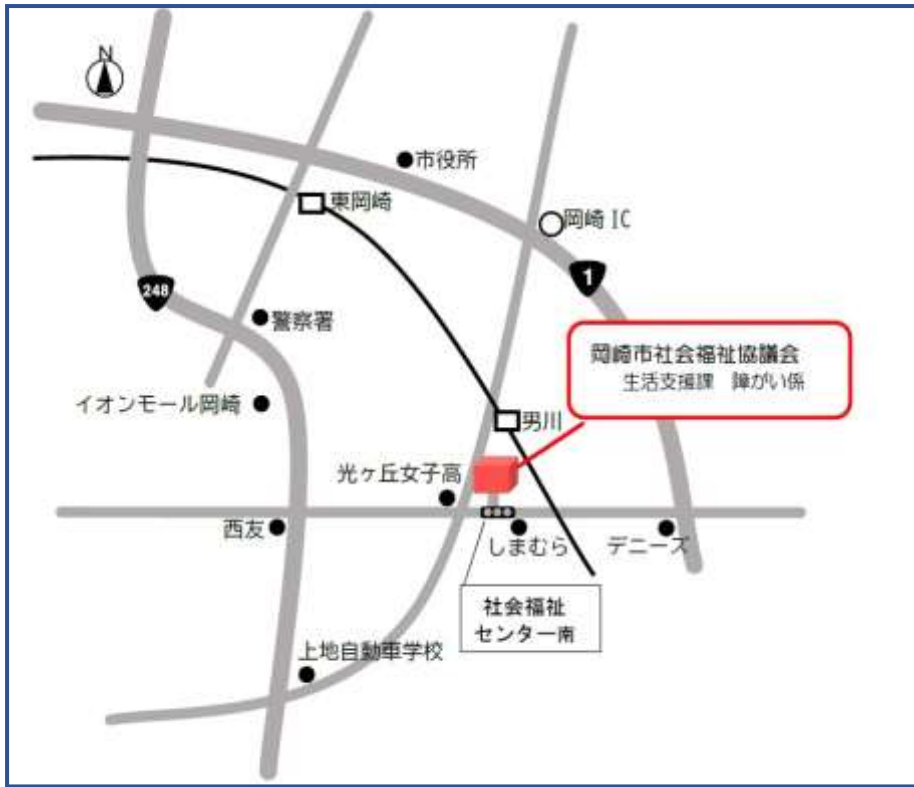 N
市役所
東岡崎
岡崎 IC
1
248
警察署
岡崎市社会福祉協議会
生活支援課　障がい係
イオンモール岡崎
男川
光ヶ丘女子高
西友
しまむら
デニーズ
社会福祉
センター南
上地自動車学校